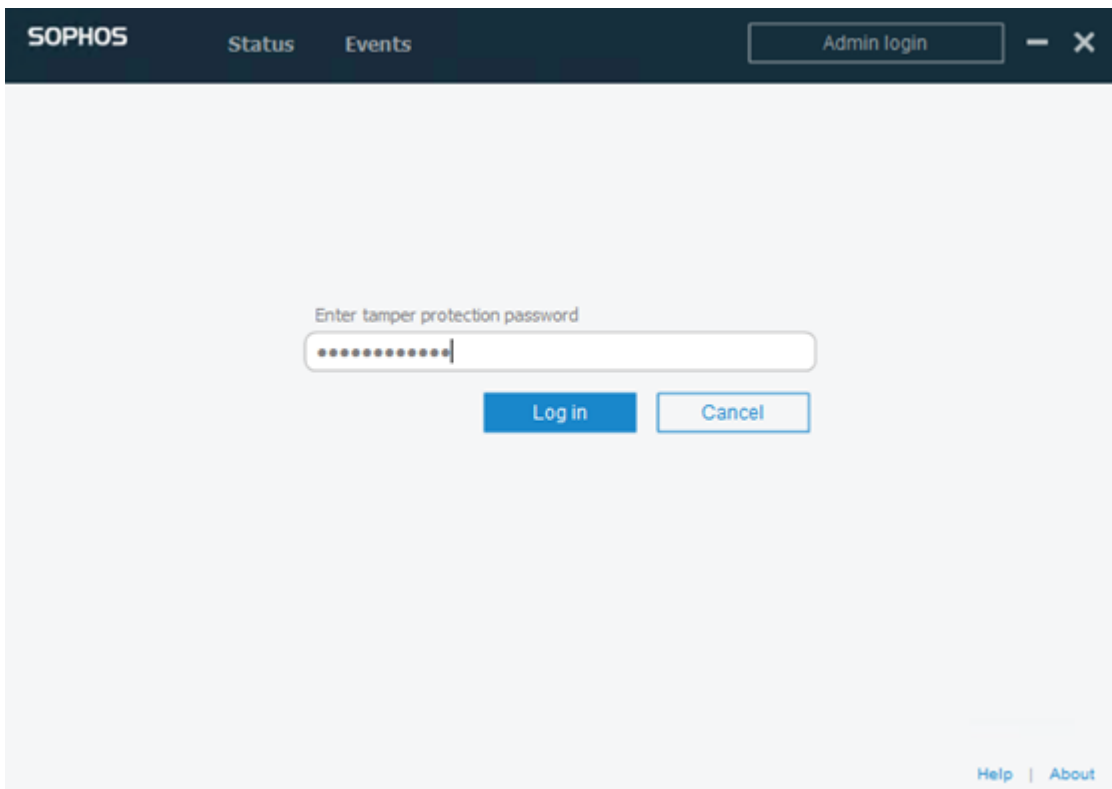 SOPHOS Status Events Admin login
Enter tamper protection password
••••••••••••
Log in Cancel
Help | About